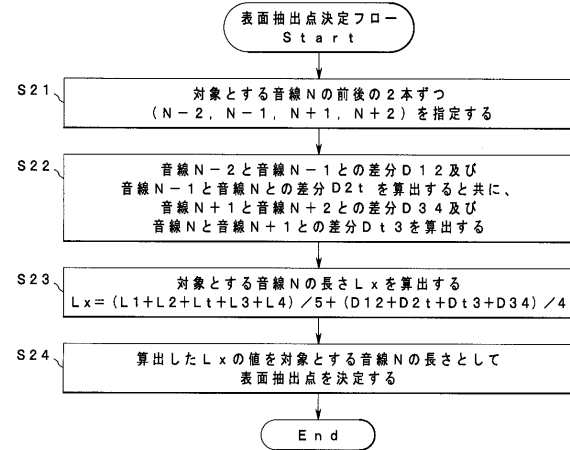 表面抽出点決定フロー
Start
S21
対象とする音線Nの前後の2本ずつ
(N-2, N-1, N+1, N+2) を指定する
S22
音線N-2と音線N-1との差分D12及び
音線N-1と音線Nとの差分D2t を算出すると共に、
音線N+1と音線N+2との差分D34及び
音線Nと音線N+1との差分Dt3を算出する
S23
対象とする音線Nの長さLxを算出する
Lx=(L1+L2+Lt+L3+L4)/5+(D12+D2t+Dt3+D34)/4
S24
算出したLxの値を対象とする音線Nの長さとして
表面抽出点を決定する
End